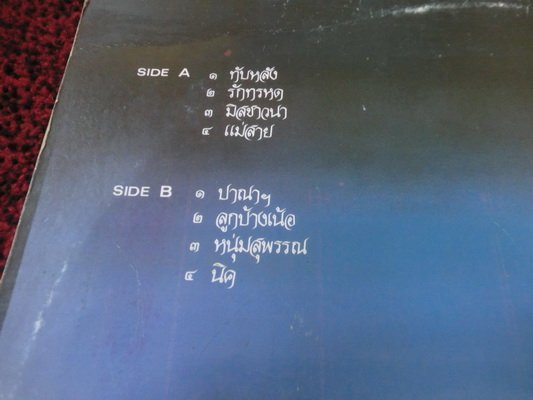 SIDE A ๑ ทับหลัง
๒ รักทรหด
๓ มิสชาวนา
๔ แม่สาย
SIDE B ๑ ปาณาฯ
๒ ลูกบ้างเน้อ
๓ หนุ่มสุพรรณ
๔ นิค